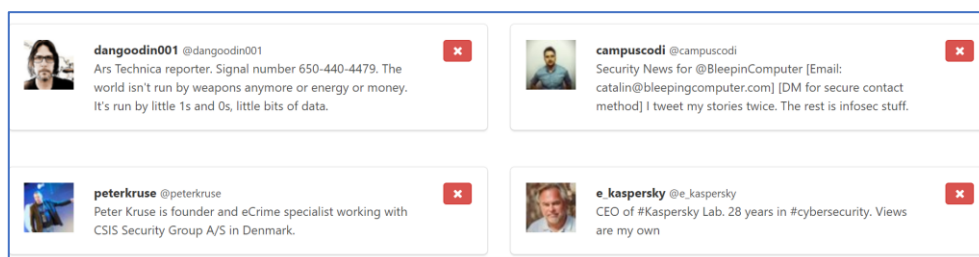 dangoodin001 @dangoodin001
Ars Technica reporter. Signal number 650-440-4479. The
world isn't run by weapons anymore or energy or money.
It's run by little 1s and 0s, little bits of data.
campuscodi @campuscodi
Security News for @BleepinComputer [Email:
catalin@bleepingcomputer.com] [DM for secure contact
method] I tweet my stories twice. The rest is infosec stuff.
peterkruse @peterkruse
Peter Kruse is founder and eCrime specialist working with
CSIS Security Group A/S in Denmark.
e_kaspersky @e_kaspersky
CEO of #Kaspersky Lab. 28 years in #cybersecurity. Views
are my own